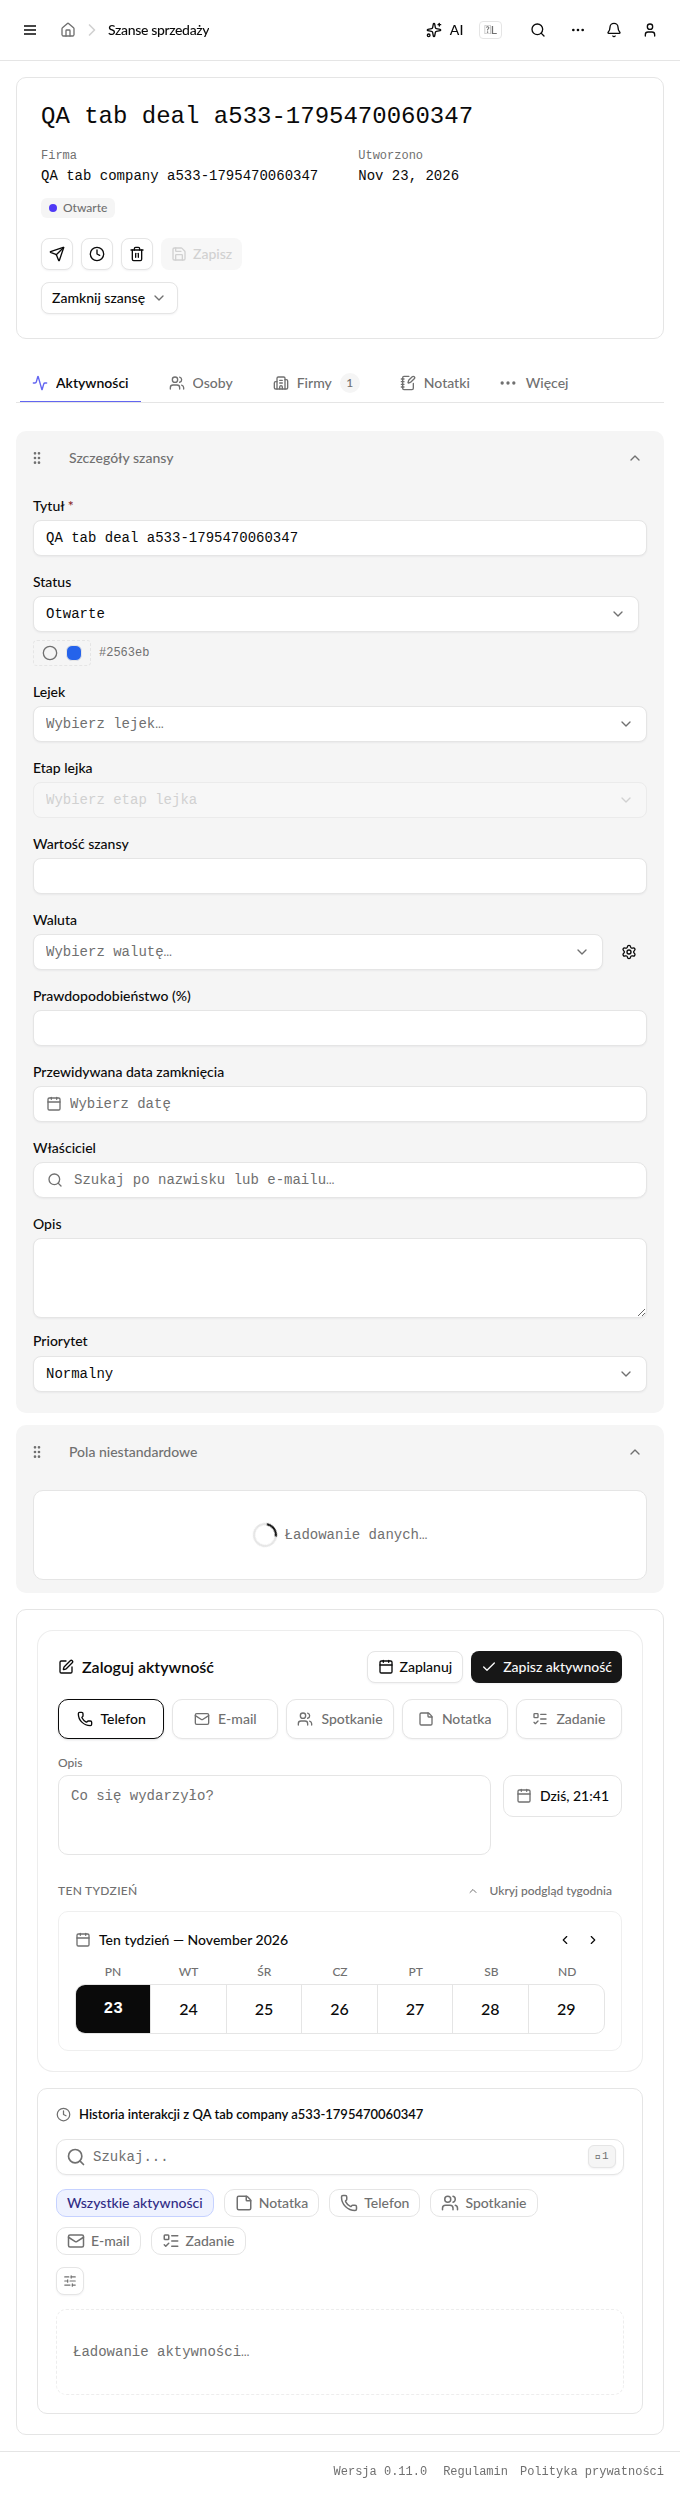 Szanse sprzedaży
AI
L
QA tab deal a533-1795470060347
Firma
Utworzono
QA tab company a533-1795470060347
Nov 23, 2026
Otwarte
Zapisz
Zamknij szansę
Aktywności
Osoby
Firmy 1
Notatki
Więcej
Szczegóły szansy
Tytuł *
QA tab deal a533-1795470060347
Status
Otwarte
#2563eb
Lejek
Wybierz lejek…
Etap lejka
Wybierz etap lejka
Wartość szansy
Waluta
Wybierz walutę…
Prawdopodobieństwo (%)
Przewidywana data zamknięcia
Wybierz datę
Właściciel
Szukaj po nazwisku lub e-mailu…
Opis
Priorytet
Normalny
Pola niestandardowe
Ładowanie danych…
Zaloguj aktywność
Zaplanuj
Zapisz aktywność
Telefon
E-mail
Spotkanie
Notatka
Zadanie
Opis
Co się wydarzyło?
Dziś, 21:41
TEN TYDZIEŃ
Ukryj podgląd tygodnia
Ten tydzień — November 2026
PN WT ŚR CZ PT SB ND
23 24 25 26 27 28 29
Historia interakcji z QA tab company a533-1795470060347
Szukaj...
1
Wszystkie aktywności
Notatka
Telefon
Spotkanie
E-mail
Zadanie
Ładowanie aktywności…
Wersja 0.11.0 Regulamin Polityka prywatności